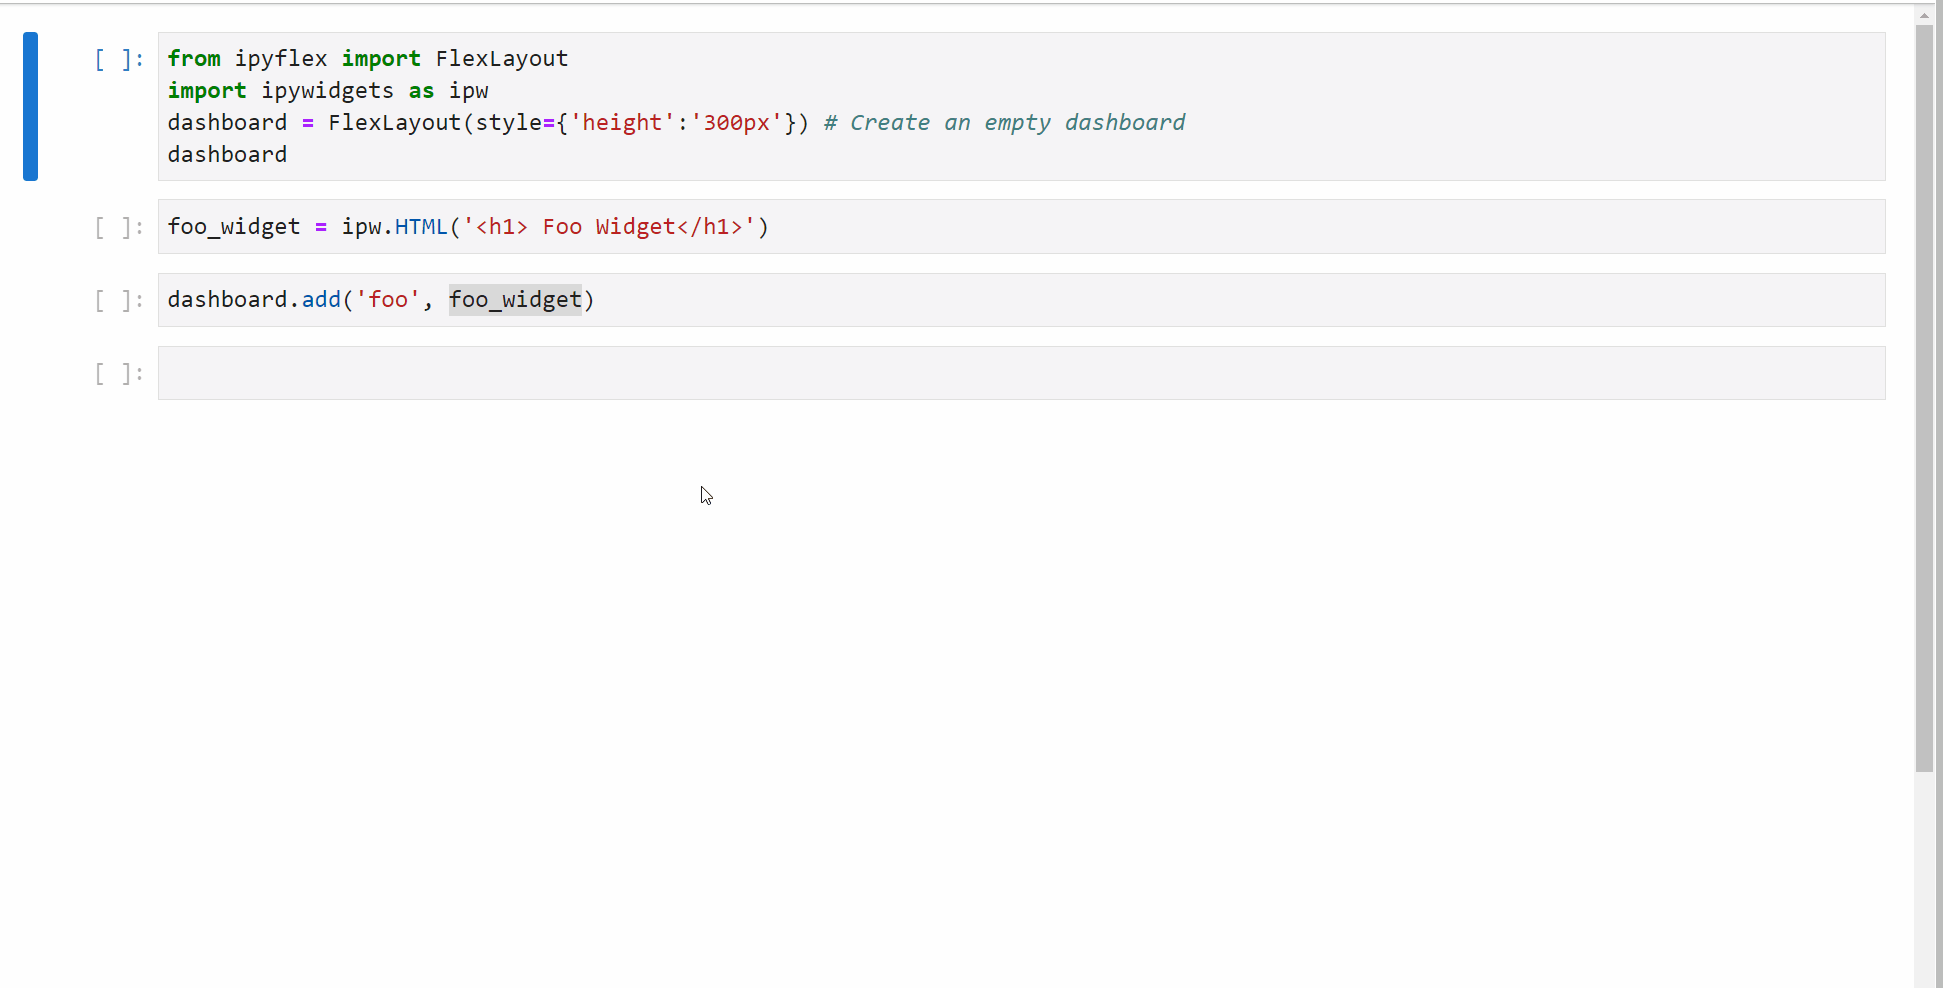 [ ]: from ipyflex import FlexLayout
import ipywidgets as ipw
dashboard = FlexLayout(style={'height':'300px'}) # Create an empty dashboard
dashboard
[ ]: foo_widget = ipw.HTML('<h1> Foo Widget</h1>')
[ ]: dashboard.add('foo', foo_widget)
[ ]: